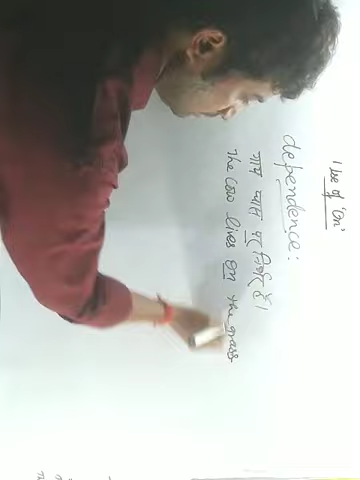 Use of 'On'
dependence:
गाय घास पर निर्भर है।
The Cow lives on the grass